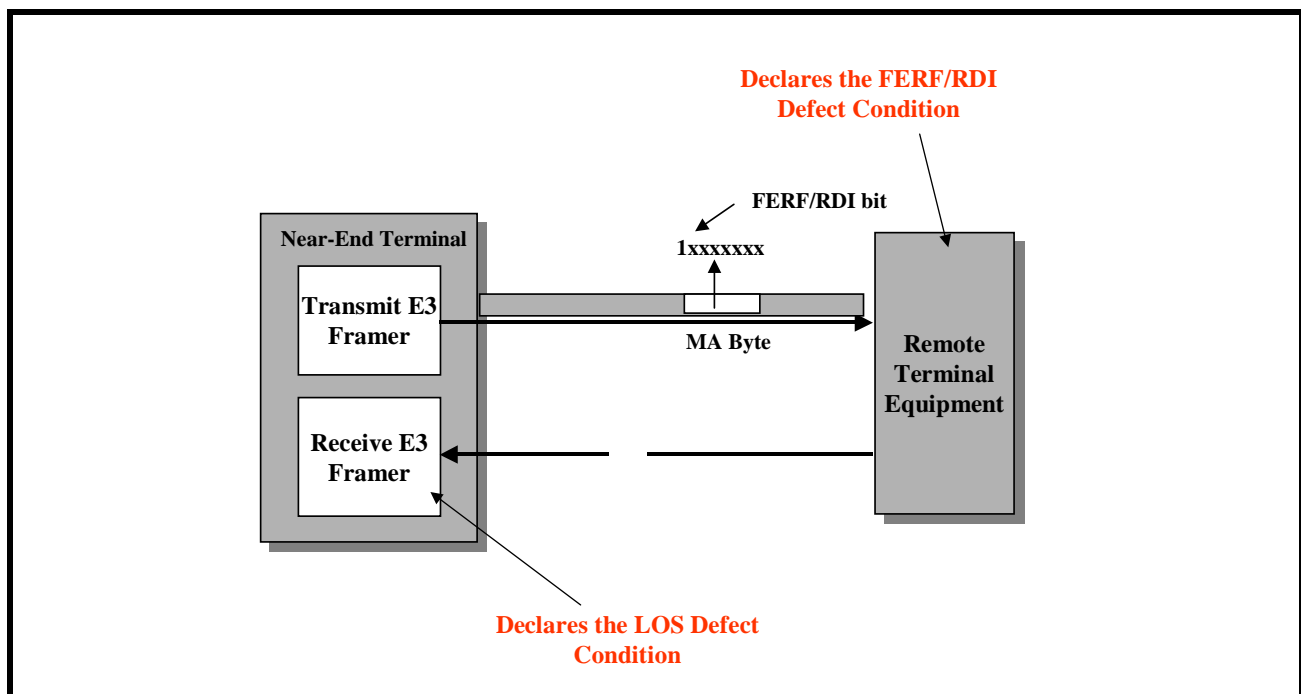 Declares the FERF/RDI
Defect Condition
FERF/RDI bit
1xxxxxxx
Near-End Terminal
Transmit E3
Framer
MA Byte
Remote
Terminal
Equipment
Receive E3
Framer
Declares the LOS Defect
Condition